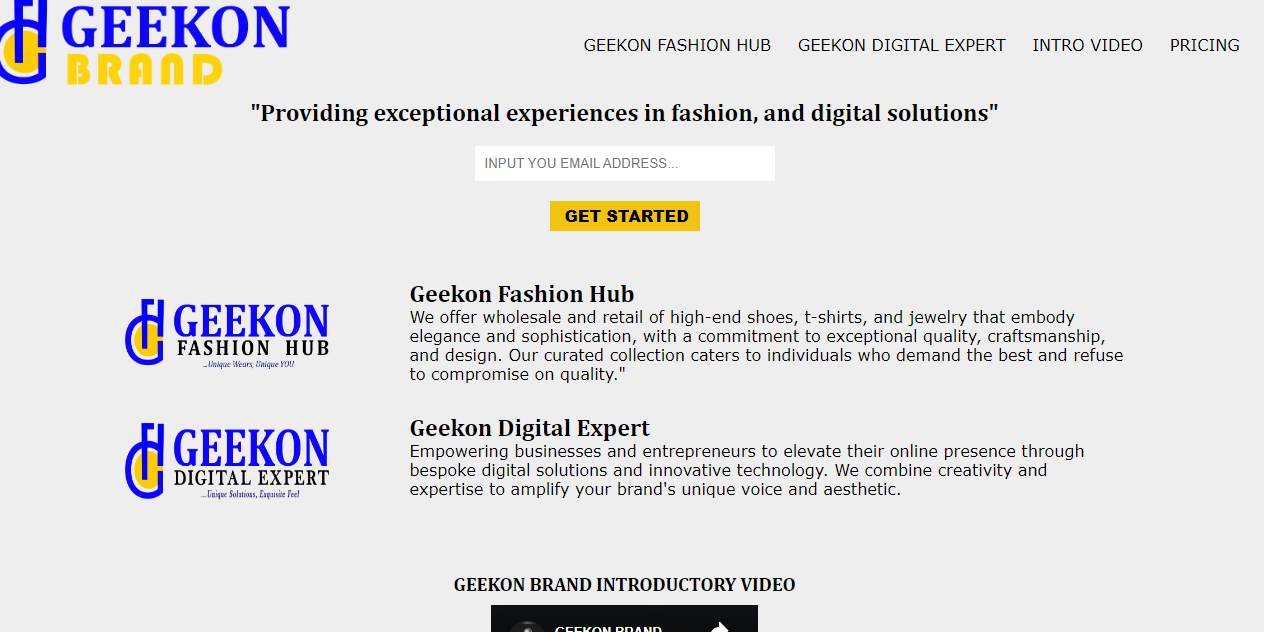 GEEKON
BRAND
GEEKON FASHION HUB GEEKON DIGITAL EXPERT INTRO VIDEO PRICING
"Providing exceptional experiences in fashion, and digital solutions"
INPUT YOU EMAIL ADDRESS...
GET STARTED
GEEKON
FASHION HUB
...Unique Wears, Unique YOU
Geekon Fashion Hub
We offer wholesale and retail of high-end shoes, t-shirts, and jewelry that embody
elegance and sophistication, with a commitment to exceptional quality, craftsmanship,
and design. Our curated collection caters to individuals who demand the best and refuse
to compromise on quality."
GEEKON
DIGITAL EXPERT
...Unique Solutions, Exquisite Feel
Geekon Digital Expert
Empowering businesses and entrepreneurs to elevate their online presence through
bespoke digital solutions and innovative technology. We combine creativity and
expertise to amplify your brand's unique voice and aesthetic.
GEEKON BRAND INTRODUCTORY VIDEO
GEEKON BRAND